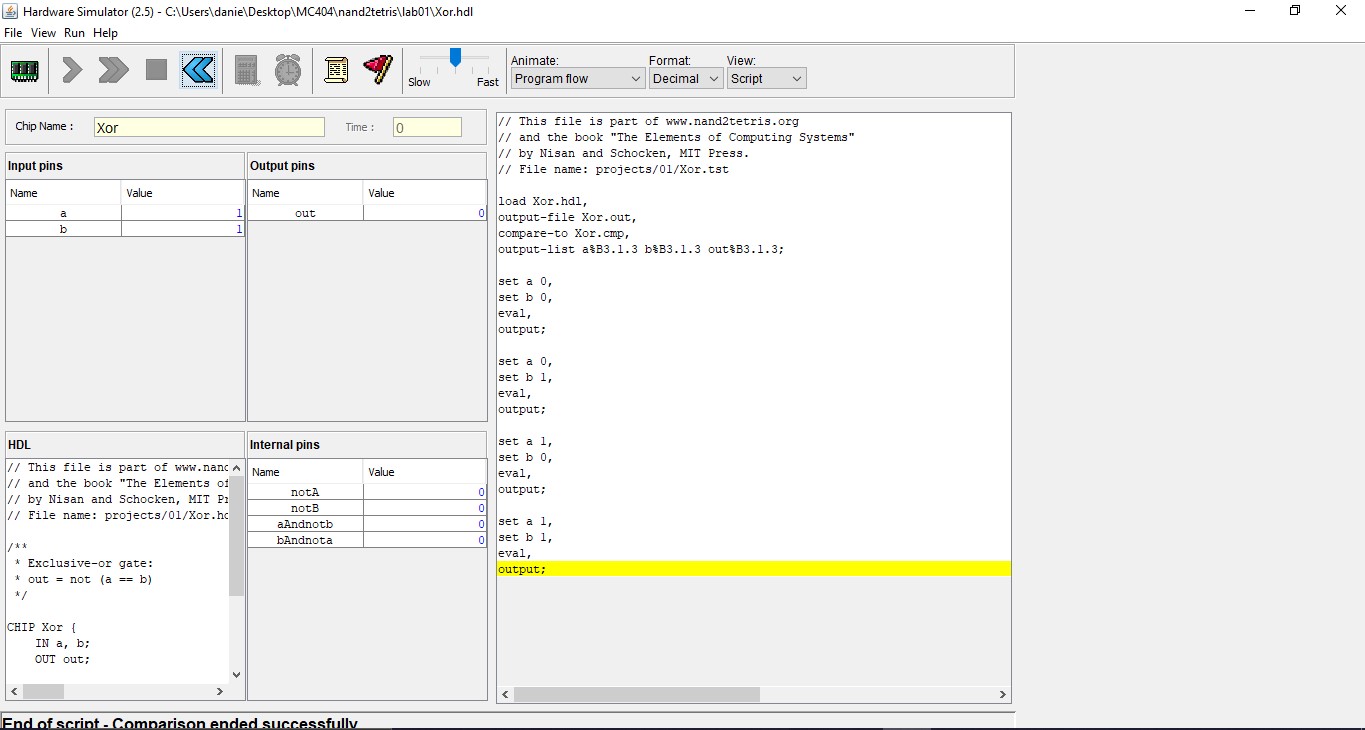 Hardware Simulator (2.5) - C:\Users\danie\Desktop\MC404\nand2tetris\lab01\Xor.hdl
File View Run Help
Slow Fast
Animate: Format: View:
Program flow Decimal Script
Chip Name : Xor Time : 0
Input pins
Name Value
a 1
b 1
Output pins
Name Value
out 0
HDL
// This file is part of www.nand
// and the book "The Elements of
// by Nisan and Schocken, MIT Pr
// File name: projects/01/Xor.hd
/**
* Exclusive-or gate:
* out = not (a == b)
*/
CHIP Xor {
IN a, b;
OUT out;
Internal pins
Name Value
notA 0
notB 0
aAndnotb 0
bAndnota 0
// This file is part of www.nand2tetris.org
// and the book "The Elements of Computing Systems"
// by Nisan and Schocken, MIT Press.
// File name: projects/01/Xor.tst
load Xor.hdl,
output-file Xor.out,
compare-to Xor.cmp,
output-list a%B3.1.3 b%B3.1.3 out%B3.1.3;
set a 0,
set b 0,
eval,
output;
set a 0,
set b 1,
eval,
output;
set a 1,
set b 0,
eval,
output;
set a 1,
set b 1,
eval,
output;
End of script - Comparison ended successfully